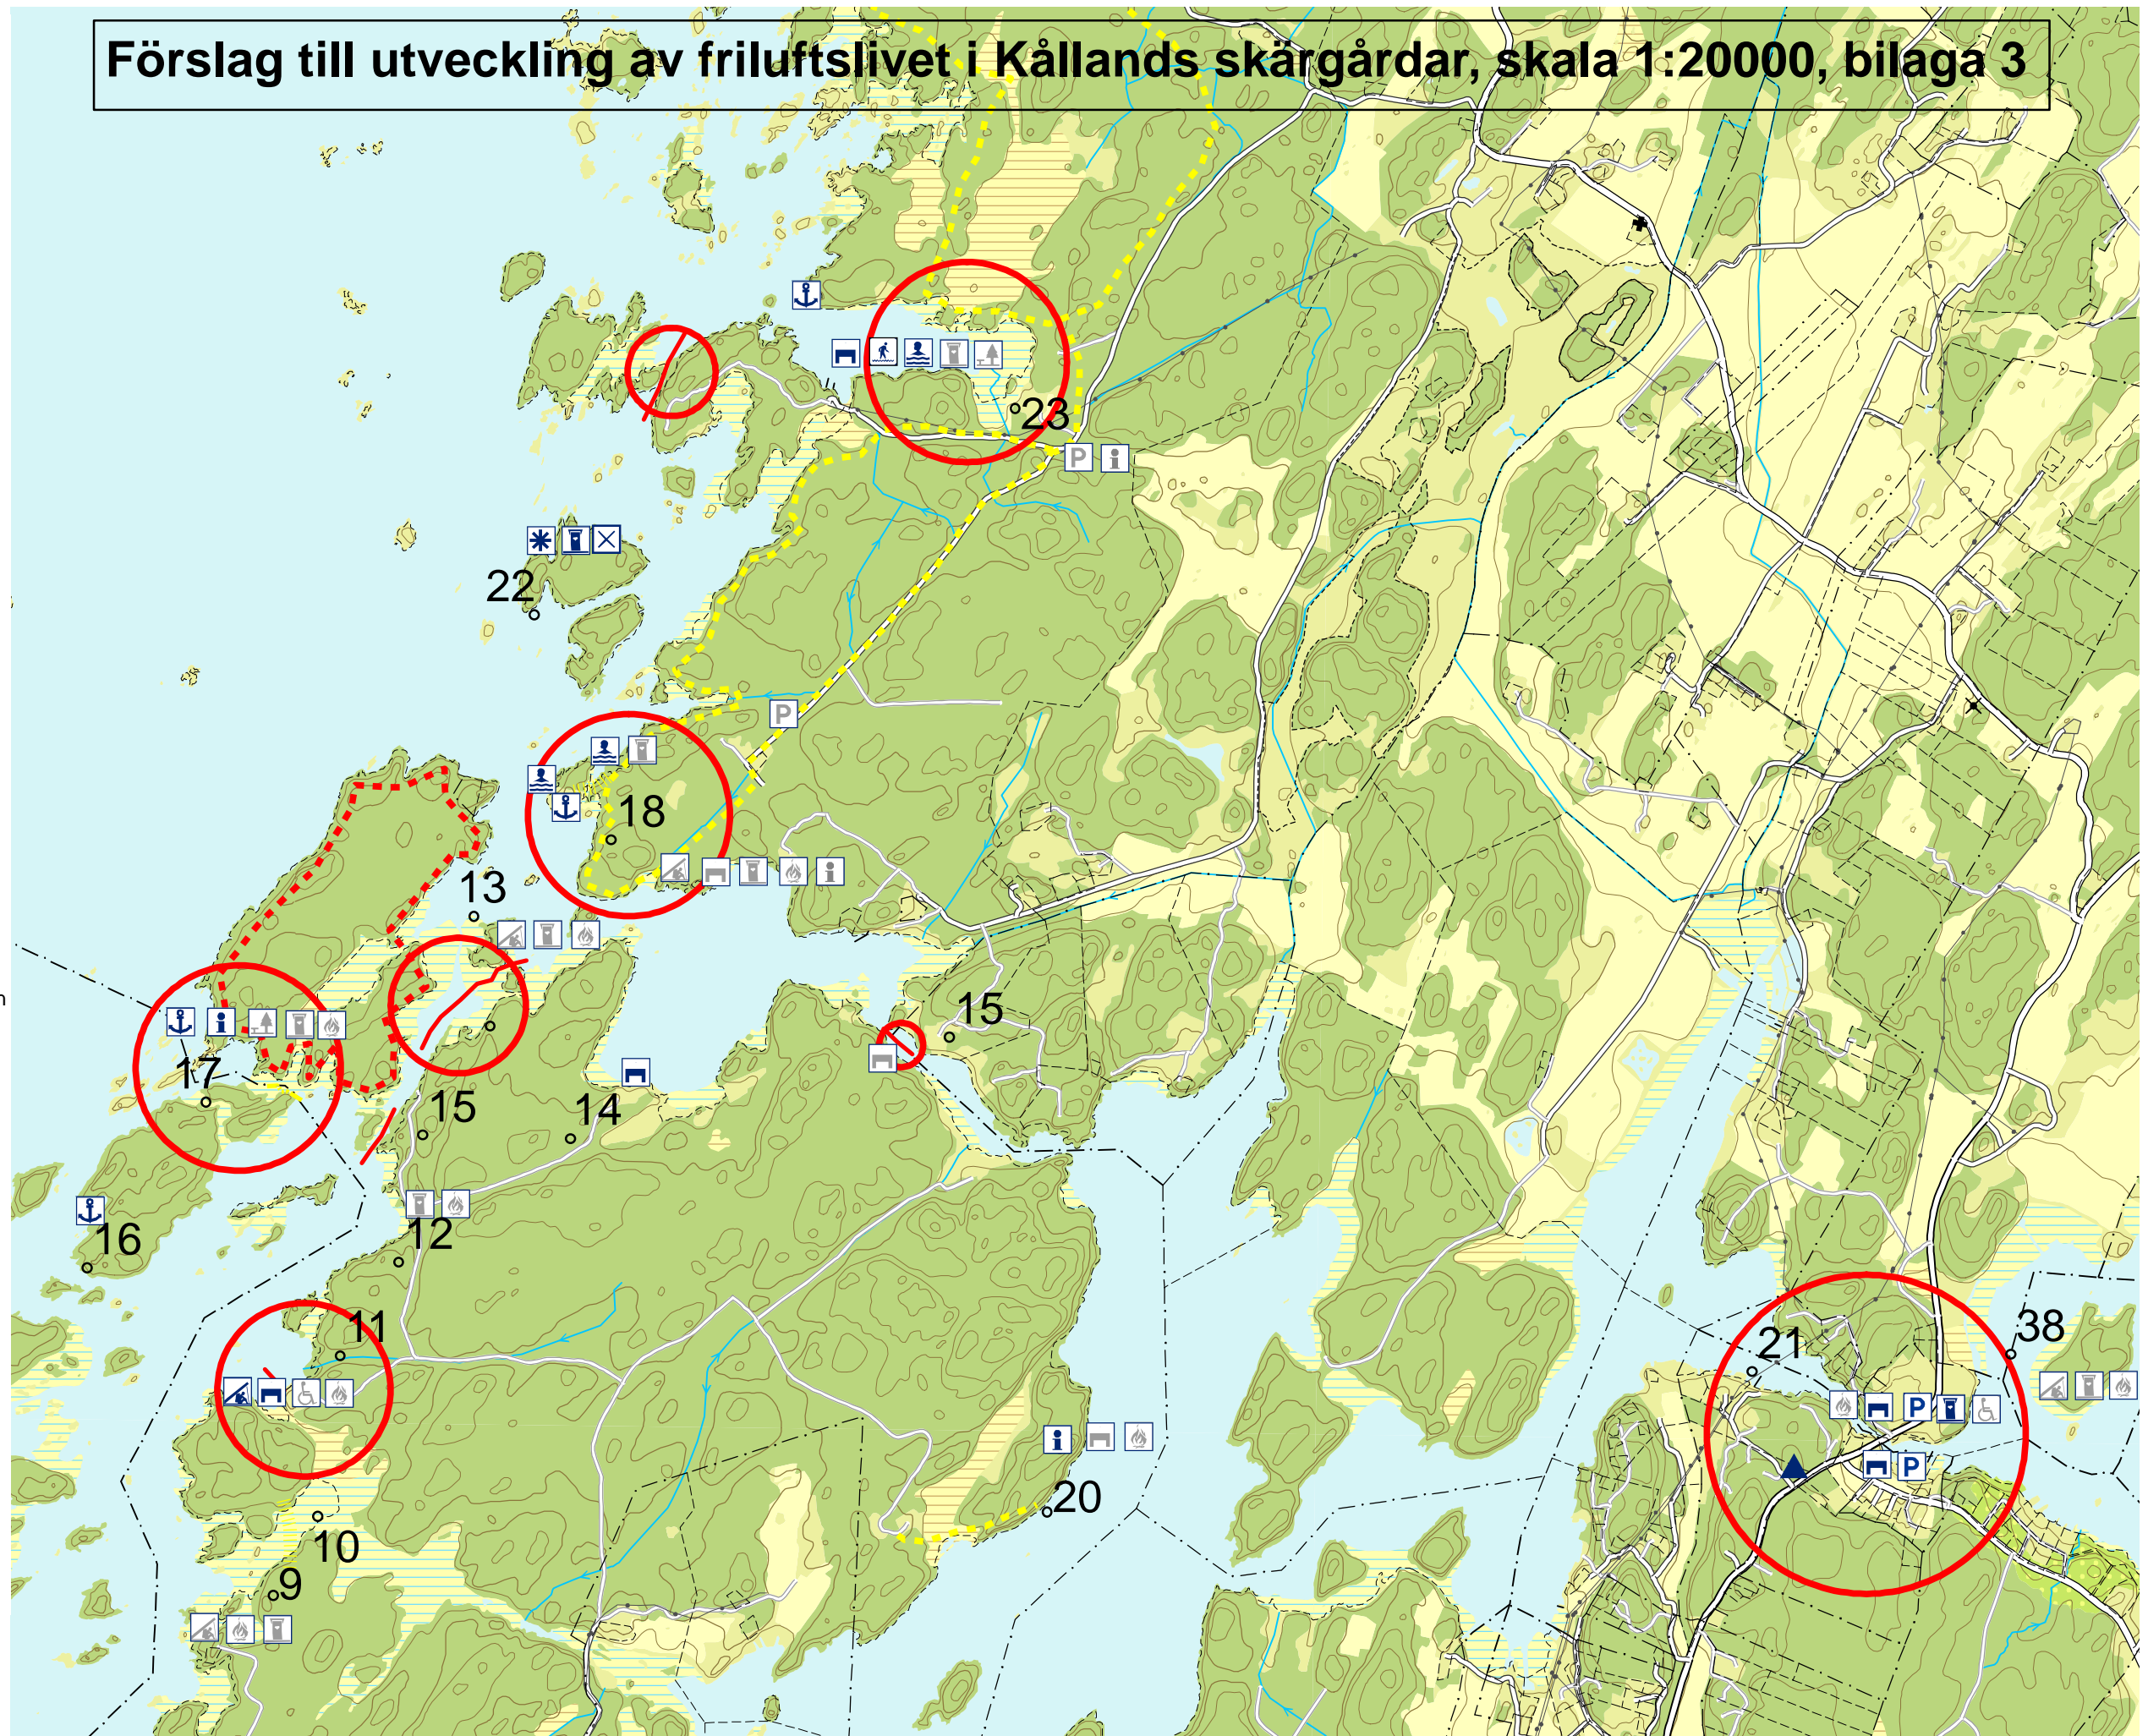 Förslag till utveckling av friluftslivet i Kållands skärgårdar, skala 1:20000, bilaga 3
23
P
i
22
P
18
i
13
n
i
15
17
15
14
16
12
11
38
21
P
i
P
20
10
9